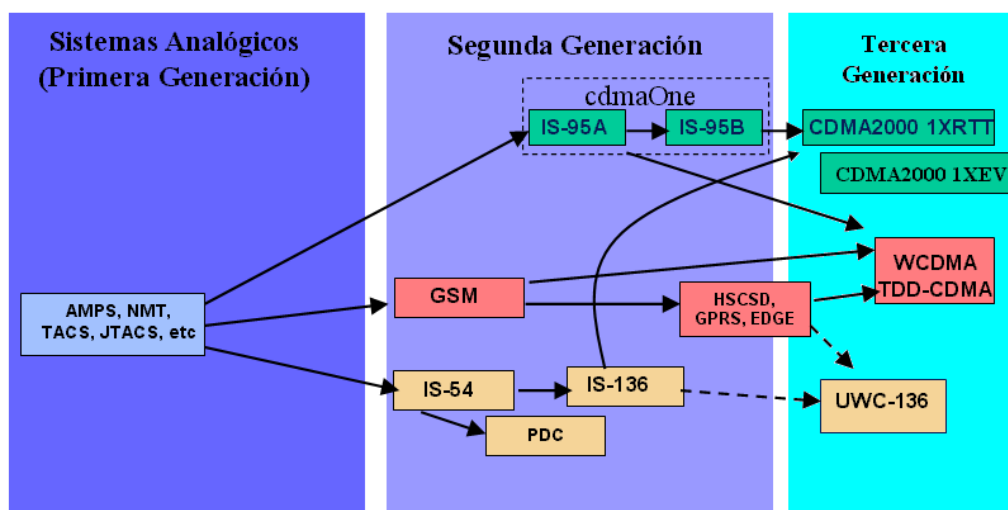 Sistemas Analógicos
(Primera Generación)
Segunda Generación
Tercera
Generación
cdmaOne
IS-95A
IS-95B
CDMA2000 1XRTT
CDMA2000 1XEV
WCDMA
TDD-CDMA
AMPS, NMT,
TACS, JTACS, etc
GSM
HSCSD,
GPRS, EDGE
IS-54
IS-136
PDC
UWC-136